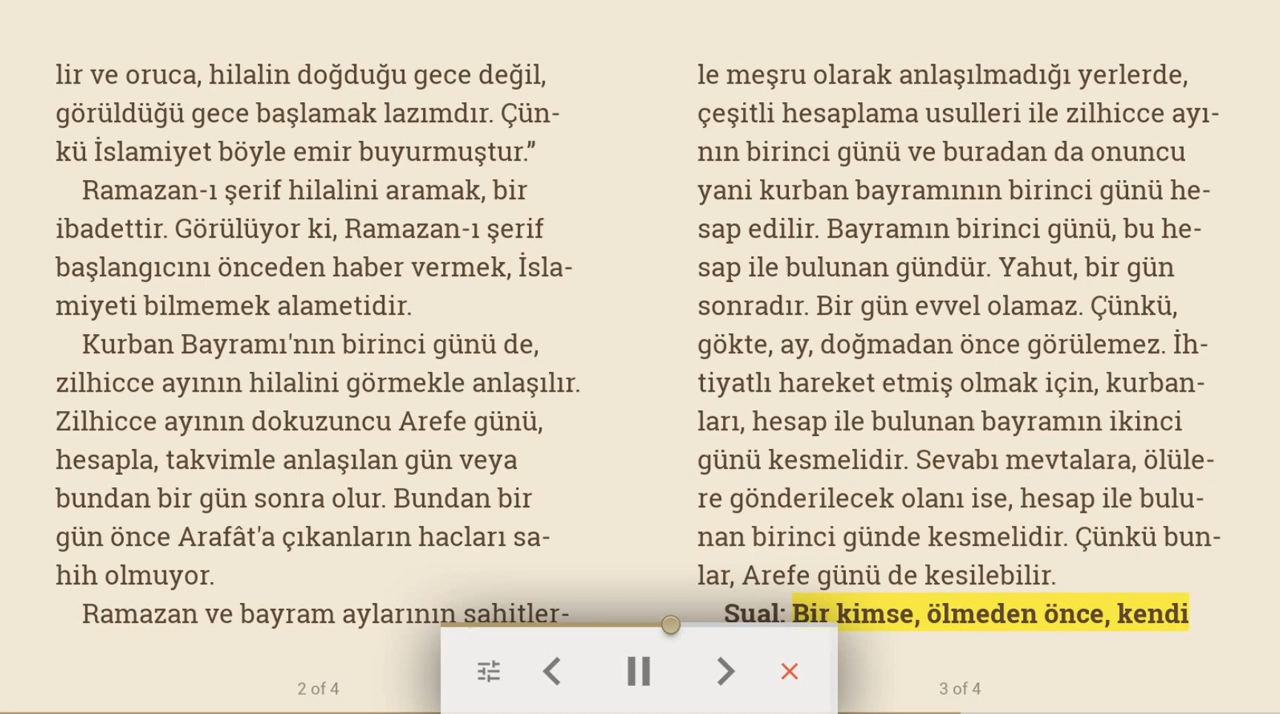 lir ve oruca, hilalin doğduğu gece değil,
görüldüğü gece başlamak lazımdır. Çün-
kü İslamiyet böyle emir buyurmuştur.”
Ramazan-ı şerif hilalini aramak, bir
ibadettir. Görülüyor ki, Ramazan-ı şerif
başlangıcını önceden haber vermek, İsla-
miyeti bilmemek alametidir.
Kurban Bayramı'nın birinci günü de,
zilhicce ayının hilalini görmekle anlaşılır.
Zilhicce ayının dokuzuncu Arefe günü,
hesapla, takvimle anlaşılan gün veya
bundan bir gün sonra olur. Bundan bir
gün önce Arafât'a çıkanların hacları sa-
hih olmuyor.
Ramazan ve bayram aylarının şahitler-
2 of 4
le meşru olarak anlaşılmadığı yerlerde,
çeşitli hesaplama usulleri ile zilhicce ayı-
nın birinci günü ve buradan da onuncu
yani kurban bayramının birinci günü he-
sap edilir. Bayramın birinci günü, bu he-
sap ile bulunan gündür. Yahut, bir gün
sonradır. Bir gün evvel olamaz. Çünkü,
gökte, ay, doğmadan önce görülemez. İh-
tiyatlı hareket etmiş olmak için, kurban-
ları, hesap ile bulunan bayramın ikinci
günü kesmelidir. Sevabı mevtalara, ölüle-
re gönderilecek olanı ise, hesap ile bulu-
nan birinci günde kesmelidir. Çünkü bun-
lar, Arefe günü de kesilebilir.
Sual: Bir kimse, ölmeden önce, kendi
3 of 4